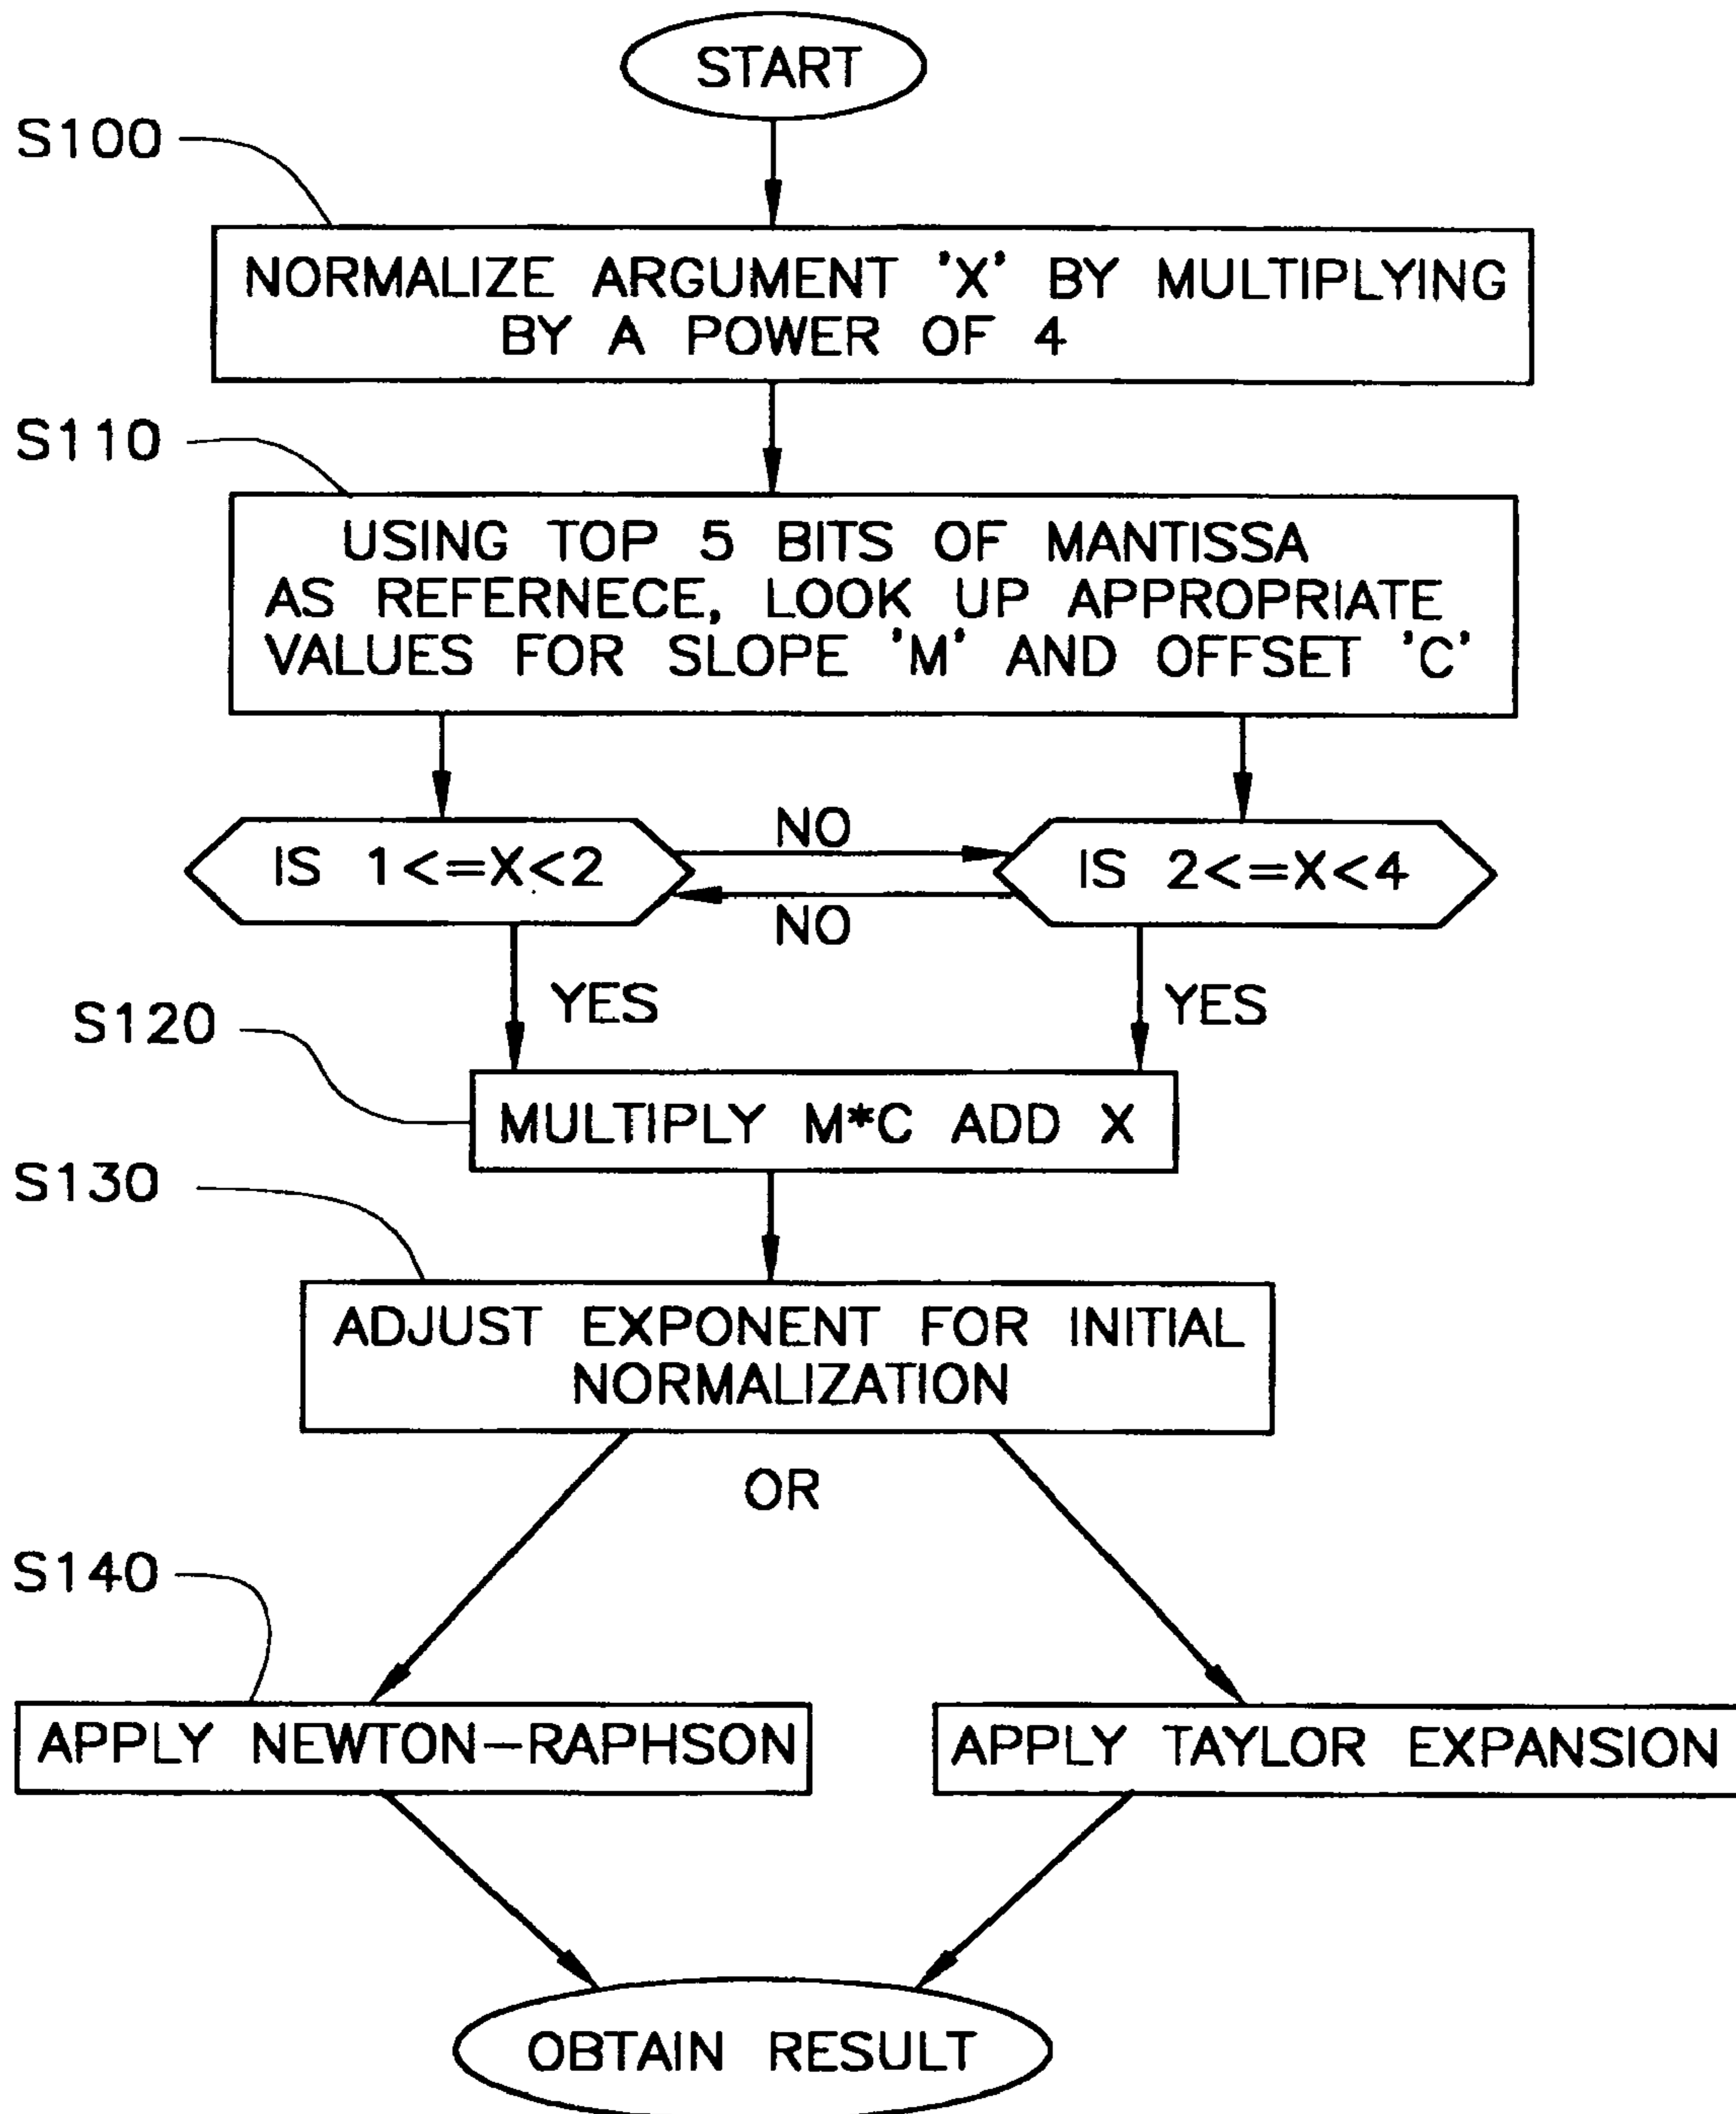 START
S100
NORMALIZE ARGUMENT 'X' BY MULTIPLYING
BY A POWER OF 4
S110
USING TOP 5 BITS OF MANTISSA
AS REFERNECE, LOOK UP APPROPRIATE
VALUES FOR SLOPE 'M' AND OFFSET 'C'
IS 1<=X<2
NO
NO
IS 2<=X<4
YES
YES
S120
MULTIPLY M*C ADD X
S130
ADJUST EXPONENT FOR INITIAL
NORMALIZATION
OR
S140
APPLY NEWTON-RAPHSON
APPLY TAYLOR EXPANSION
OBTAIN RESULT